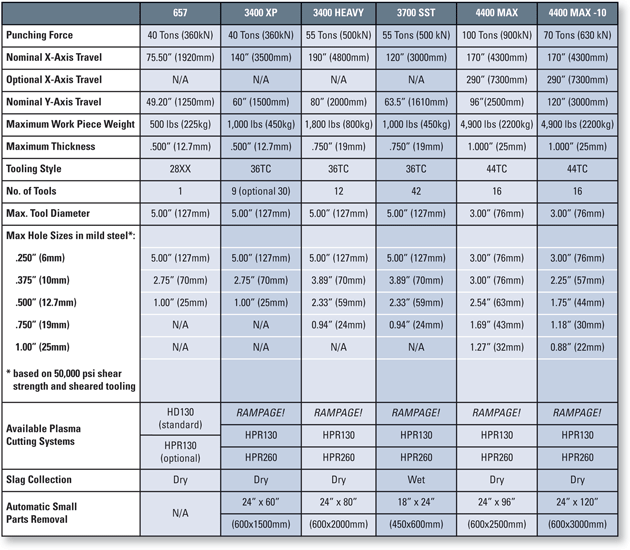 657 3400 XP 3400 HEAVY 3700 SST 4400 MAX 4400 MAX -10
Punching Force 40 Tons (360kN) 40 Tons (360kN) 55 Tons (500kN) 55 Tons (500 kN) 100 Tons (900kN) 70 Tons (630 kN)
Nominal X-Axis Travel 75.50” (1920mm) 140” (3500mm) 190” (4800mm) 120” (3000mm) 170” (4300mm) 170” (4300mm)
Optional X-Axis Travel N/A N/A N/A N/A 290” (7300mm) 290” (7300mm)
Nominal Y-Axis Travel 49.20” (1250mm) 60” (1500mm) 80” (2000mm) 63.5” (1610mm) 96”(2500mm) 120” (3000mm)
Maximum Work Piece Weight 500 lbs (225kg) 1,000 lbs (450kg) 1,800 lbs (800kg) 1,000 lbs (450kg) 4,900 lbs (2200kg) 4,900 lbs (2200kg)
Maximum Thickness .500” (12.7mm) .500” (12.7mm) .750” (19mm) .750” (19mm) 1.000” (25mm) 1.000” (25mm)
Tooling Style 28XX 36TC 36TC 36TC 44TC 44TC
No. of Tools 1 9 (optional 30) 12 42 16 16
Max. Tool Diameter 5.00” (127mm) 5.00” (127mm) 5.00” (127mm) 5.00” (127mm) 3.00” (76mm) 3.00” (76mm)
Max Hole Sizes in mild steel*:
.250” (6mm) 5.00” (127mm) 5.00” (127mm) 5.00” (127mm) 5.00” (127mm) 3.00” (76mm) 3.00” (76mm)
.375” (10mm) 2.75” (70mm) 2.75” (70mm) 3.89” (70mm) 3.89” (70mm) 3.00” (76mm) 2.25” (57mm)
.500” (12.7mm) 1.00” (25mm) 1.00” (25mm) 2.33” (59mm) 2.33” (59mm) 2.54” (63mm) 1.75” (44mm)
.750” (19mm) N/A N/A 0.94” (24mm) 0.94” (24mm) 1.69” (43mm) 1.18” (30mm)
1.00” (25mm) N/A N/A N/A N/A 1.27” (32mm) 0.88” (22mm)
* based on 50,000 psi shear
strength and sheared tooling
Available Plasma
Cutting Systems
HD130
(standard)
HPR130
(optional)
RAMPAGE! RAMPAGE! RAMPAGE! RAMPAGE! RAMPAGE!
HPR130 HPR130 HPR130 HPR130 HPR130
HPR260 HPR260 HPR260 HPR260 HPR260
Slag Collection Dry Dry Dry Wet Dry Dry
Automatic Small
Parts Removal
N/A
24” x 60” 24” x 80” 18” x 24” 24” x 96” 24” x 120”
(600x1500mm) (600x2000mm) (450x600mm) (600x2500mm) (600x3000mm)